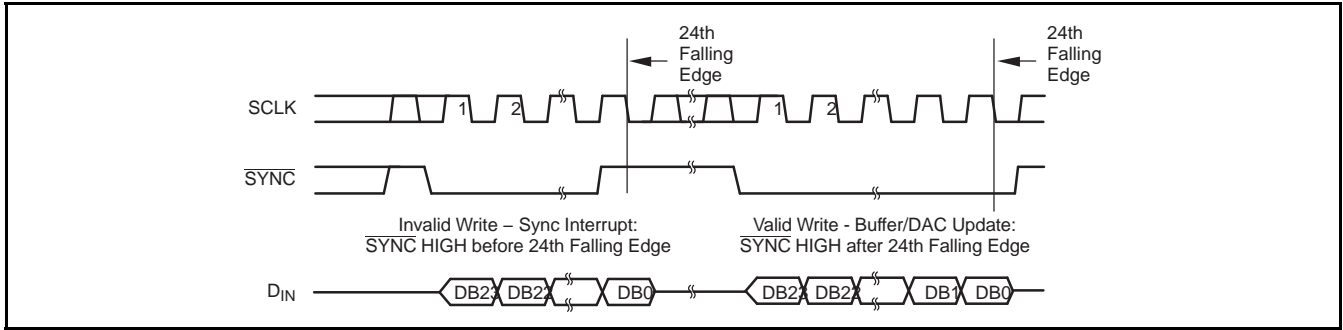 24th
Falling
Edge
24th
Falling
Edge
SCLK
1
2
1
2
SYNC
Invalid Write – Sync Interrupt:
SYNC HIGH before 24th Falling Edge
Valid Write - Buffer/DAC Update:
SYNC HIGH after 24th Falling Edge
DIN
DB23
DB22
DB0
DB23
DB22
DB1
DB0